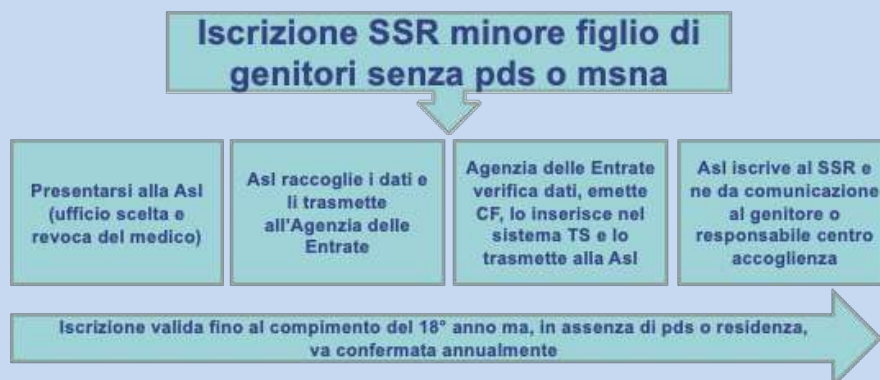 Iscrizione SSR minore figlio di
genitori senza pds o msna
Presentarsi alla Asl
(ufficio scelta e
revoca del medico)
Asl raccoglie i dati e
li trasmette
all'Agenzia delle
Entrate
Agenzia delle Entrate
verifica dati, emette
CF, lo inserisce nel
sistema TS e lo
trasmette alla Asl
Asl iscrive al SSR e
ne da comunicazione
al genitore o
responsabile centro
accoglienza
Iscrizione valida fino al compimento del 18° anno ma, in assenza di pds o residenza,
va confermata annualmente